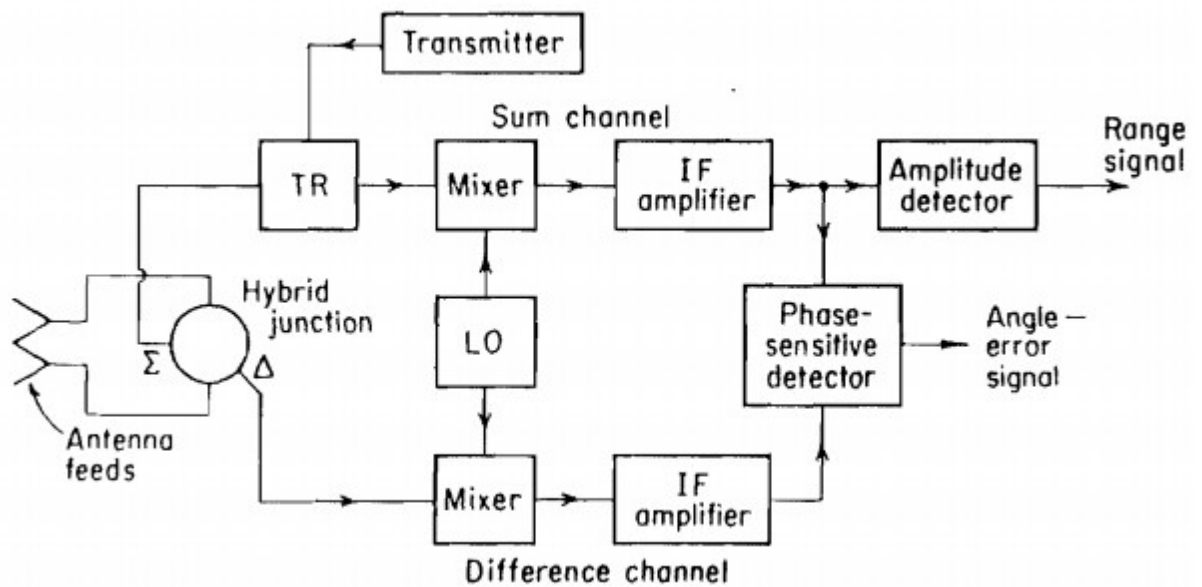 Transmitter
Sum channel
TR
Mixer
IF
amplifier
Amplitude
detector
Range
signal
Hybrid
junction
Σ
Δ
LO
Phase-
sensitive
detector
Angle–
error
signal
Antenna
feeds
Mixer
IF
amplifier
Difference channel